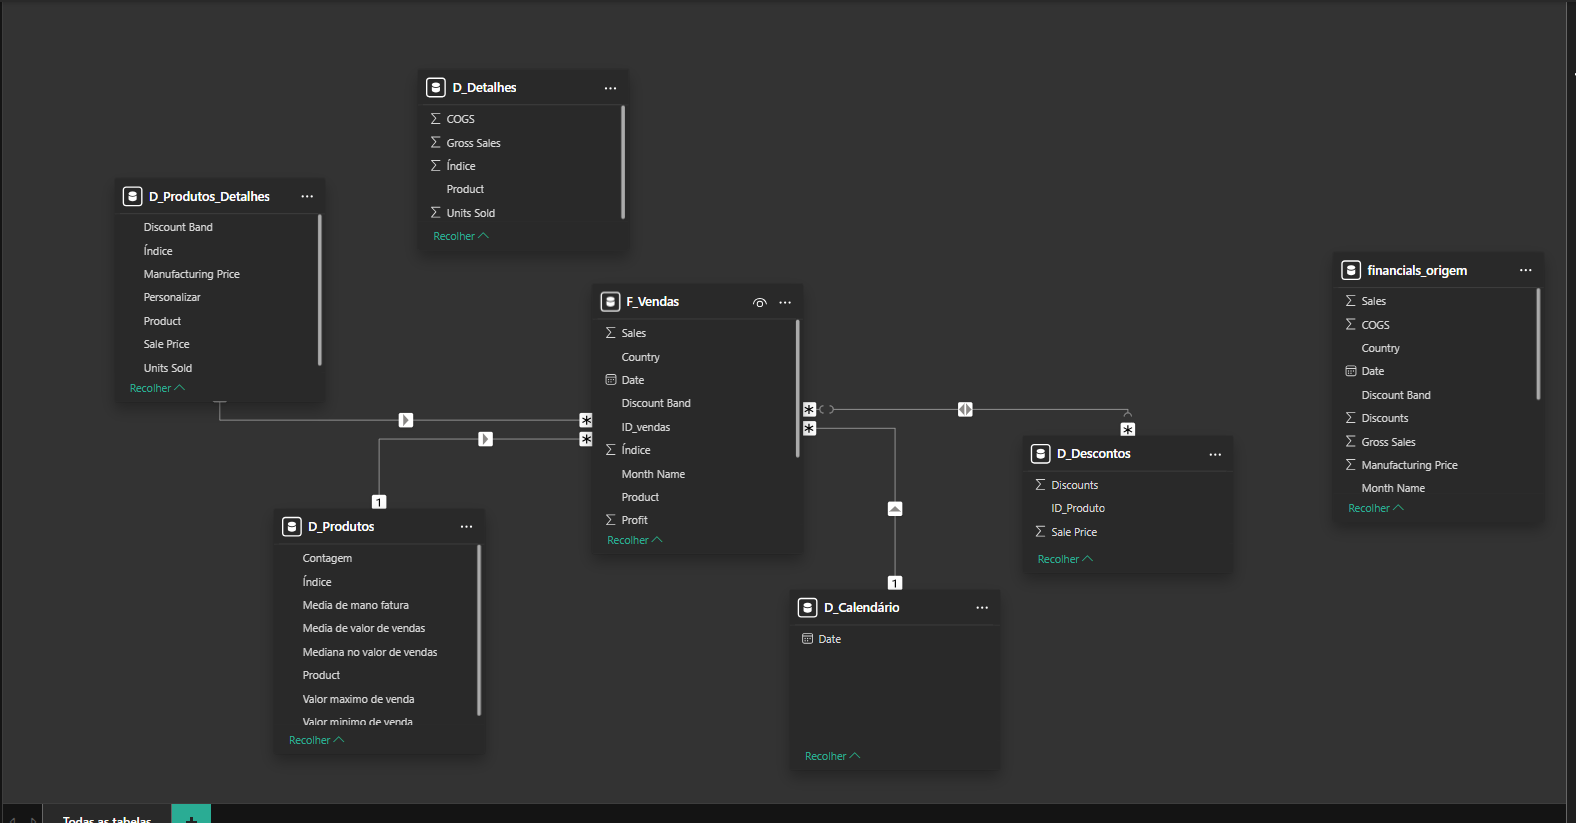 D_Detalhes
COGS
Gross Sales
Índice
Product
Units Sold
Recolher
D_Produtos_Detalhes
Discount Band
Índice
Manufacturing Price
Personalizar
Product
Sale Price
Units Sold
Recolher
F_Vendas
Sales
Country
Date
Discount Band
ID_vendas
Índice
Month Name
Product
Profit
Recolher
financials_origem
Sales
COGS
Country
Date
Discount Band
Discounts
Gross Sales
Manufacturing Price
Month Name
Recolher
D_Descontos
Discounts
ID_Produto
Sale Price
Recolher
1
D_Produtos
Contagem
Índice
Media de mano fatura
Media de valor de vendas
Mediana no valor de vendas
Product
Valor maximo de venda
Valor minimo de venda
Recolher
1
D_Calendário
Date
Recolher
Todas as tabelas